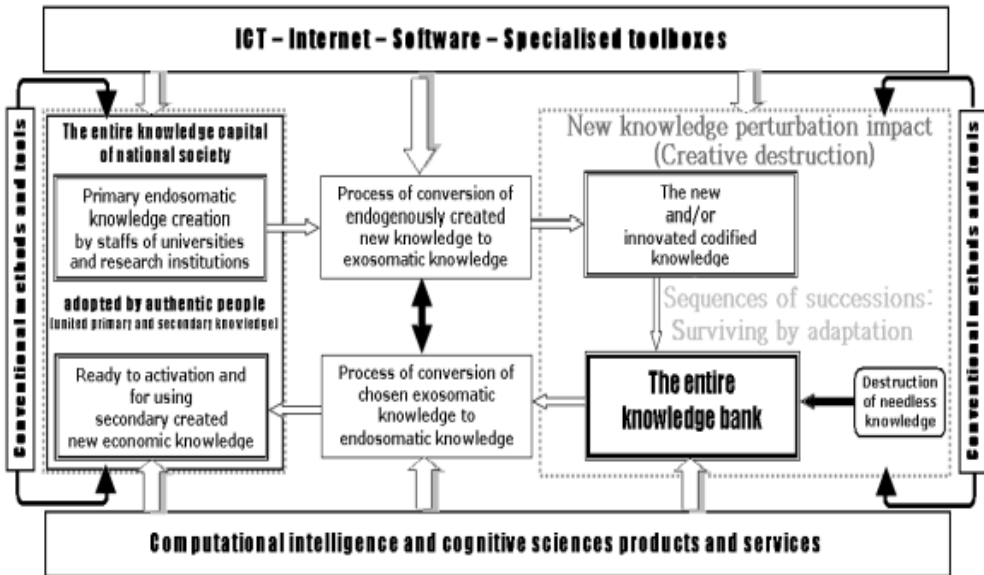 ICT – Internet – Software – Specialised toolboxes
Conventional methods and tools
The entire knowledge capital
of national society
Primary endosomatic
knowledge creation
by staffs of universities
and research institutions
adopted by authentic people
(united primary and secondary knowledge)
Ready to activation and
for using
secondary created
new economic knowledge
Process of conversion of
endogenously created
new knowledge to
exosomatic knowledge
Process of conversion of
chosen exosomatic
knowledge to
endosomatic knowledge
New knowledge perturbation impact
(Creative destruction)
The new
and/or
innovated codified
knowledge
Sequences of successions:
Surviving by adaptation
The entire
knowledge bank
Destruction
of needless
knowledge
Conventional methods and tools
Computational intelligence and cognitive sciences products and services